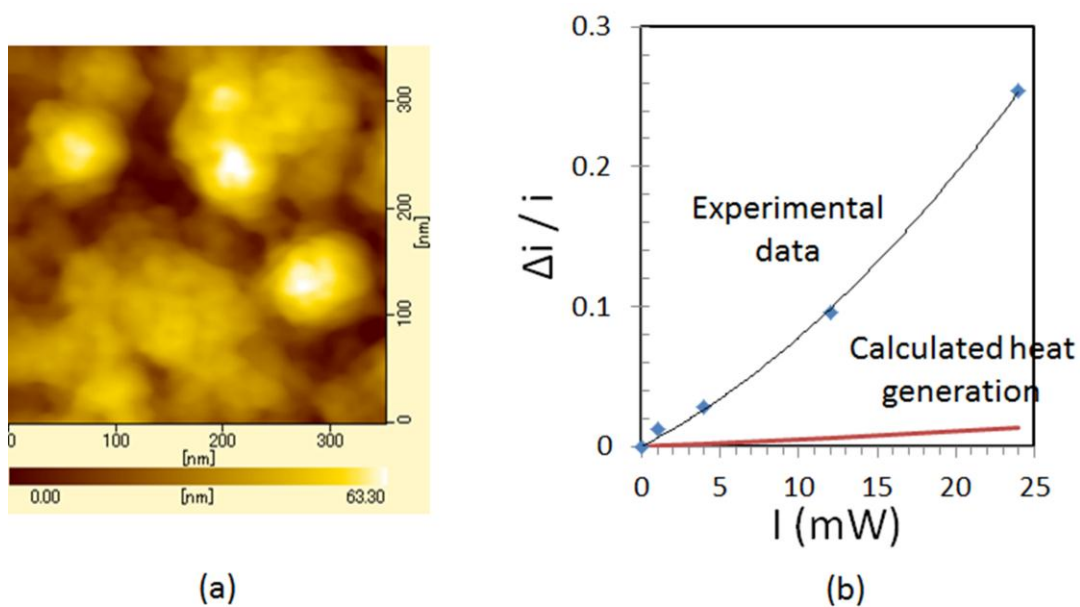 300
200
[nm]
100
0
0 100 200 300
[nm]
0.00 [nm] 63.30
(a)
0.3
0.2
0.1
0
Δi / i
Experimental
data
Calculated heat
generation
0 5 10 15 20 25
I (mW)
(b)